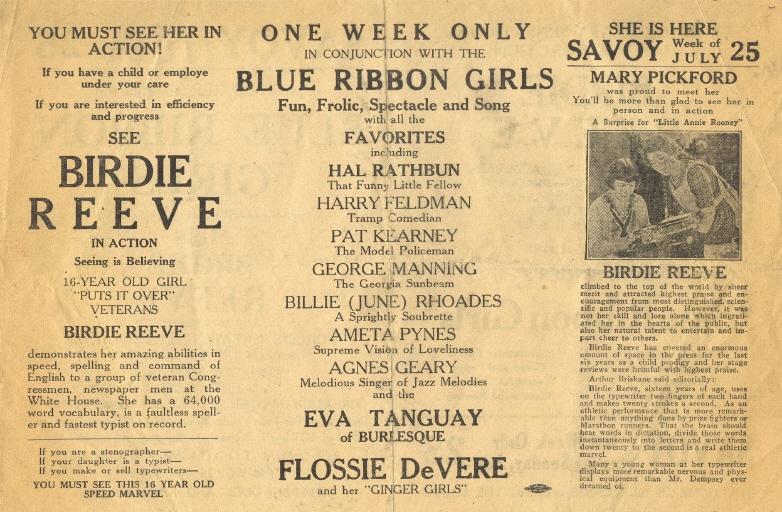 YOU MUST SEE HER IN
ACTION!
If you have a child or employe
under your care
If you are interested in efficiency
and progress
SEE
BIRDIE
REEVE
IN ACTION
Seeing is Believing
16-YEAR OLD GIRL
"PUTS IT OVER"
VETERANS
BIRDIE REEVE
demonstrates her amazing abilities in
speed, spelling and command of
English to a group of veteran Cong-
ressmen, newspaper men at the
White House. She has a 64,000
word vocabulary, is a faultless spell-
er and fastest typist on record.
If you are a stenographer—
If your daughter is a typist—
If you make or sell typewriters—
YOU MUST SEE THIS 16 YEAR OLD
SPEED MARVEL
ONE WEEK ONLY
IN CONJUNCTION WITH THE
BLUE RIBBON GIRLS
Fun, Frolic, Spectacle and Song
with all the
FAVORITES
including
HAL RATHBUN
That Funny Little Fellow
HARRY FELDMAN
Tramp Comedian
PAT KEARNEY
The Model Policeman
GEORGE MANNING
The Georgia Sunbeam
BILLIE (JUNE) RHOADES
A Sprightly Soubrette
AMETA PYNES
Supreme Vision of Loveliness
AGNES GEARY
Melodious Singer of Jazz Melodies
and the
EVA TANGUAY
of BURLESQUE
FLOSSIE DeVERE
and her "GINGER GIRLS"
SHE IS HERE
SAVOY Week of JULY 25
MARY PICKFORD
was proud to meet her
You'll be more than glad to see her in
person and in action
A Surprise for "Little Annie Rooney"
BIRDIE REEVE
climbed to the top of the world by sheer
merit and attracted highest praise and en-
couragement from most distinguished, scien-
tific and popular people. However, it was
not her skill and lore alone which ingrati-
ated her in the hearts of the public, but
also her natural talent to entertain and im-
part cheer to others.
Birdie Reeve has covered an enormous
amount of space in the press for the last
six years as a child prodigy and her stage
reviews were brimful with highest praise.
Arthur Brisbane said editorially:
Birdie Reeve, sixteen years of age, uses
on the typewriter two fingers of each hand
and makes twenty strokes a second. As an
athletic performance that is more remark-
able than anything done by prize fighters or
Marathon runners. That the brain should
hear words in dictation, divide those words
instantaneously into letters and write them
down twenty to the second is a real athletic
marvel.
Many a young woman at her typewriter
displays more remarkable nervous and phys-
ical equipment than Mr. Dempsey ever
dreamed of.